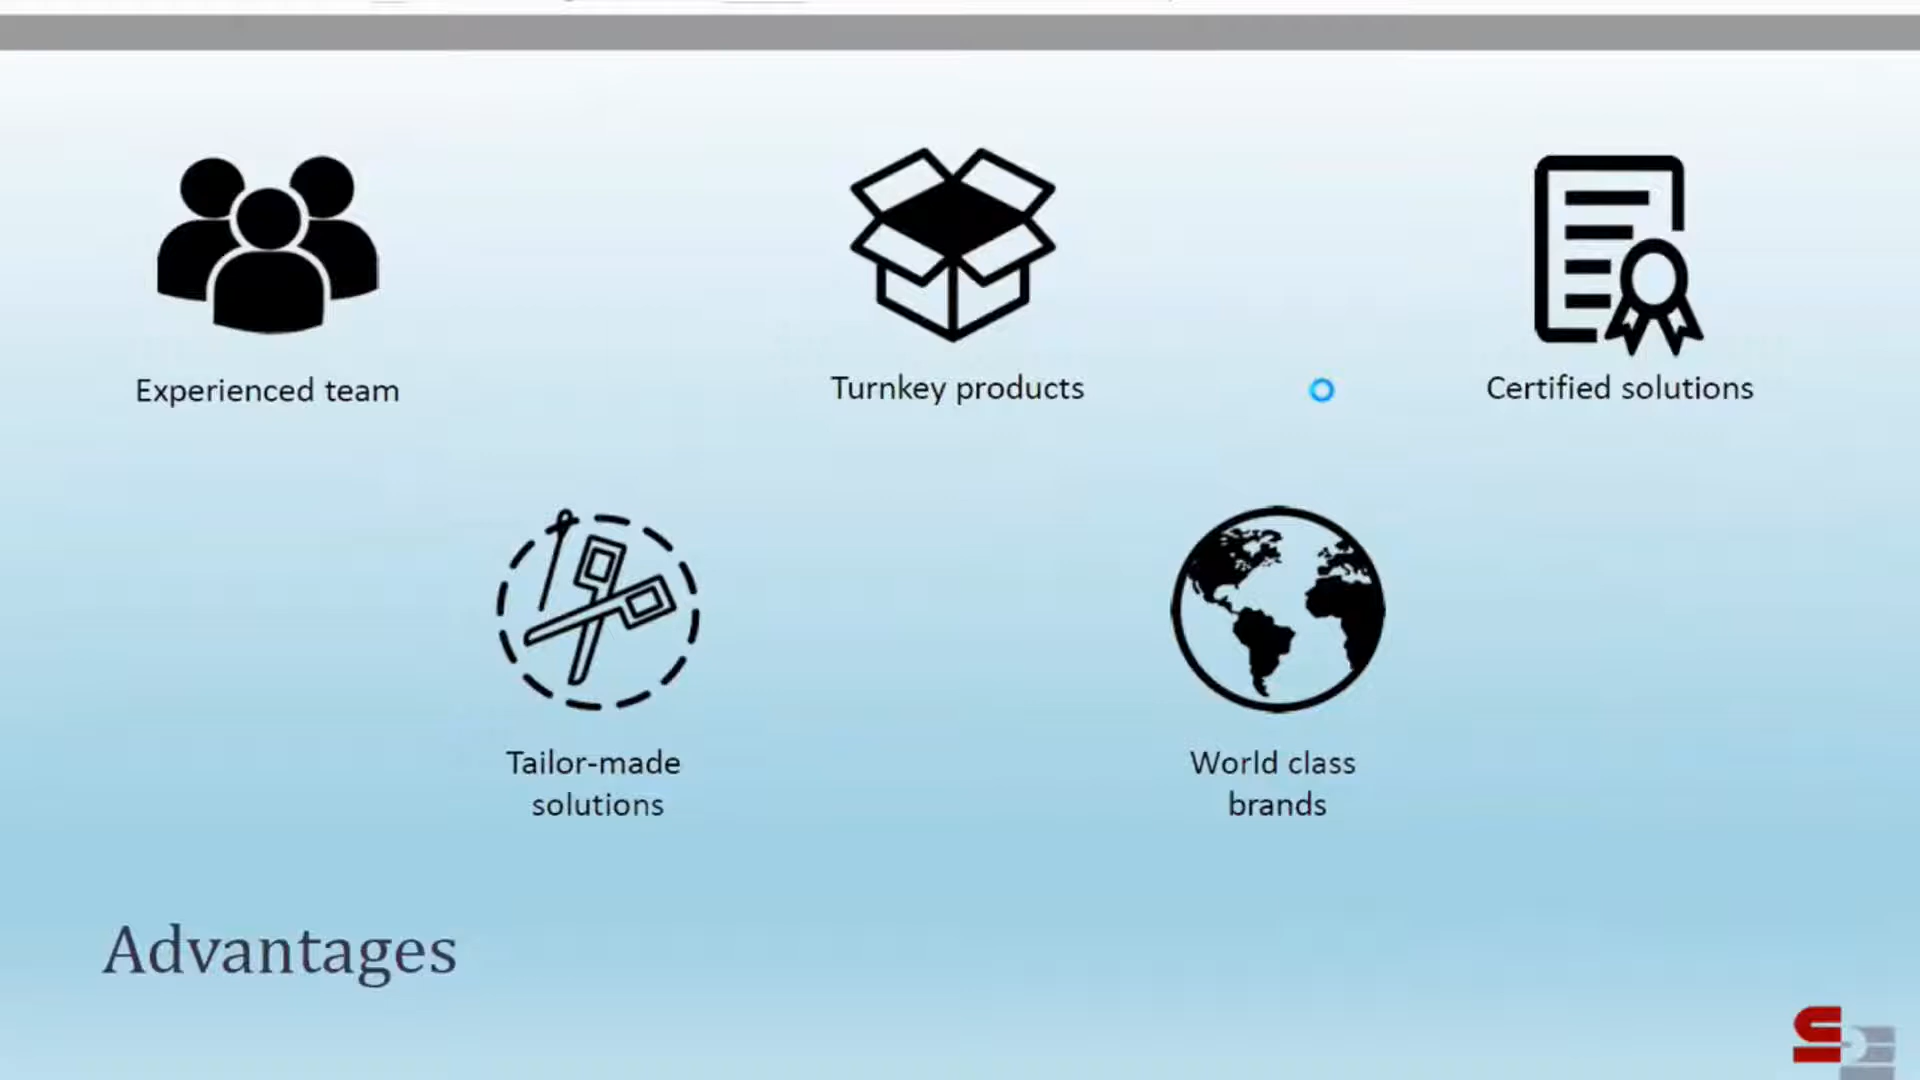 Experienced team
Turnkey products
Certified solutions
Tailor-made
solutions
World class
brands
Advantages